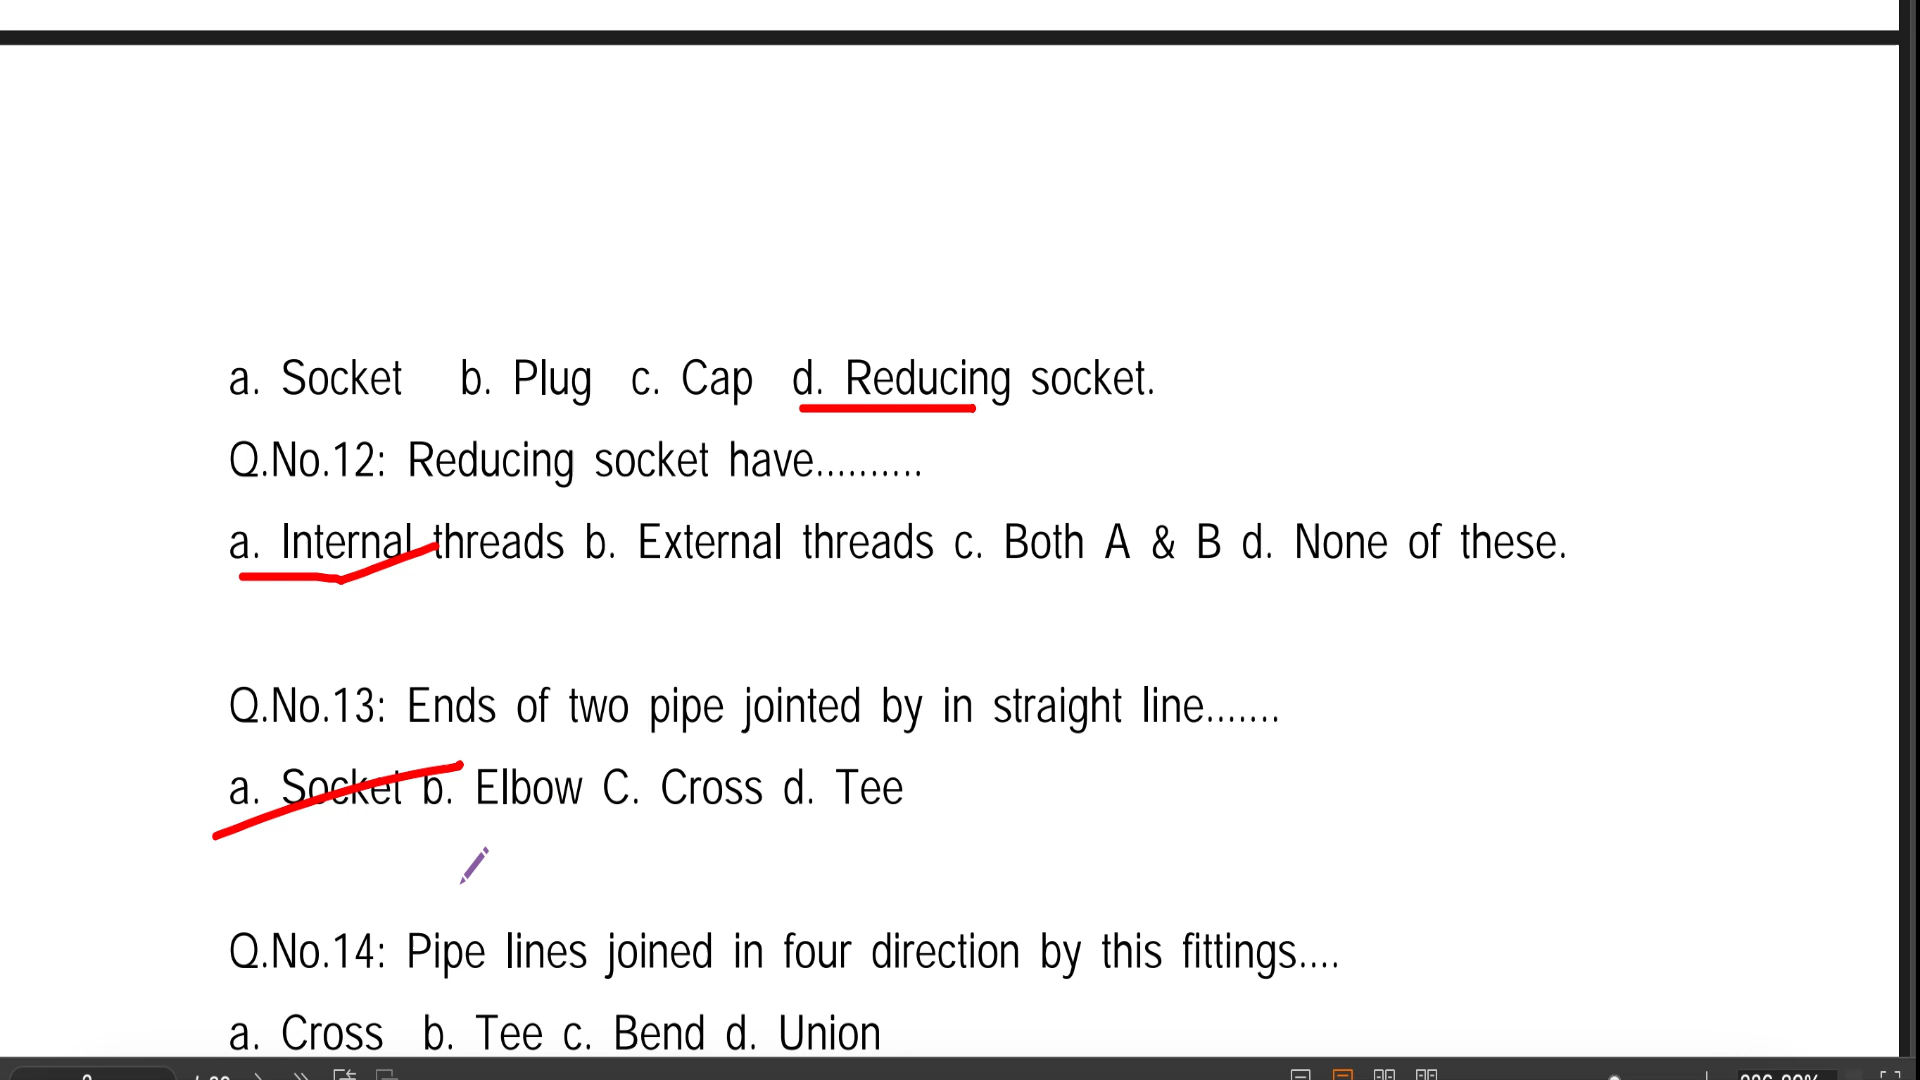 a. Socket b. Plug c. Cap d. Reducing socket.
Q.No.12: Reducing socket have..........
a. Internal threads b. External threads c. Both A & B d. None of these.
Q.No.13: Ends of two pipe jointed by in straight line.......
a. Socket b. Elbow C. Cross d. Tee
Q.No.14: Pipe lines joined in four direction by this fittings....
a. Cross b. Tee c. Bend d. Union